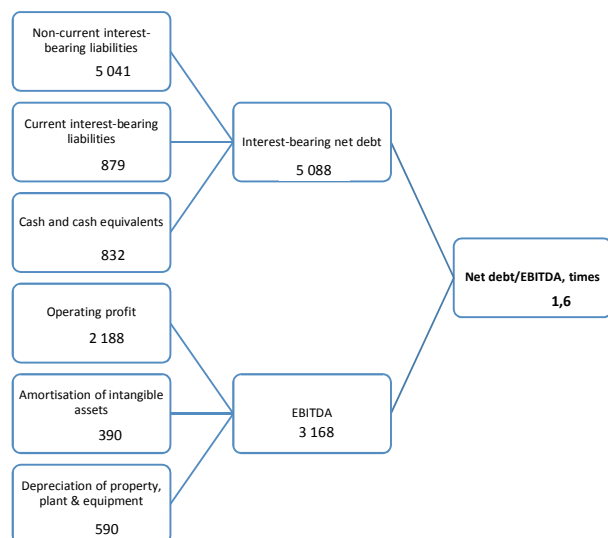 Non-current interest-
bearing liabilities
5 041
Current interest-bearing
liabilities
879
Cash and cash equivalents
832
Interest-bearing net debt
5 088
Operating profit
2 188
Amortisation of intangible
assets
390
Depreciation of property,
plant & equipment
590
EBITDA
3 168
Net debt/EBITDA, times
1,6